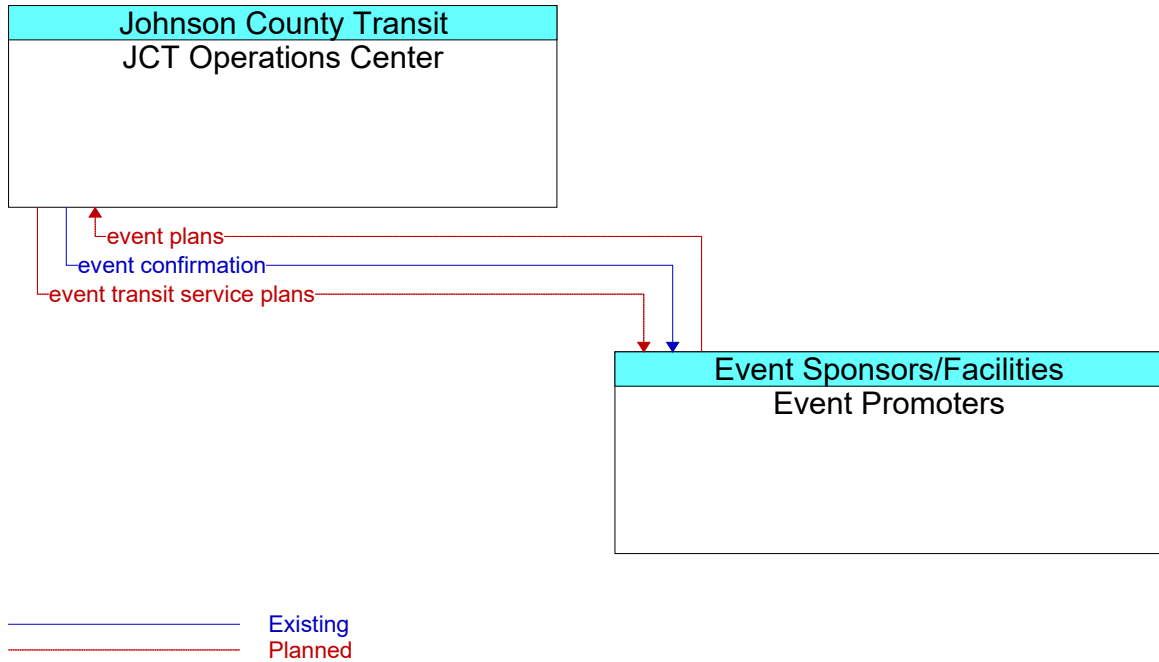 Johnson County Transit
JCT Operations Center
event plans
event confirmation
event transit service plans
Event Sponsors/Facilities
Event Promoters
Existing
Planned